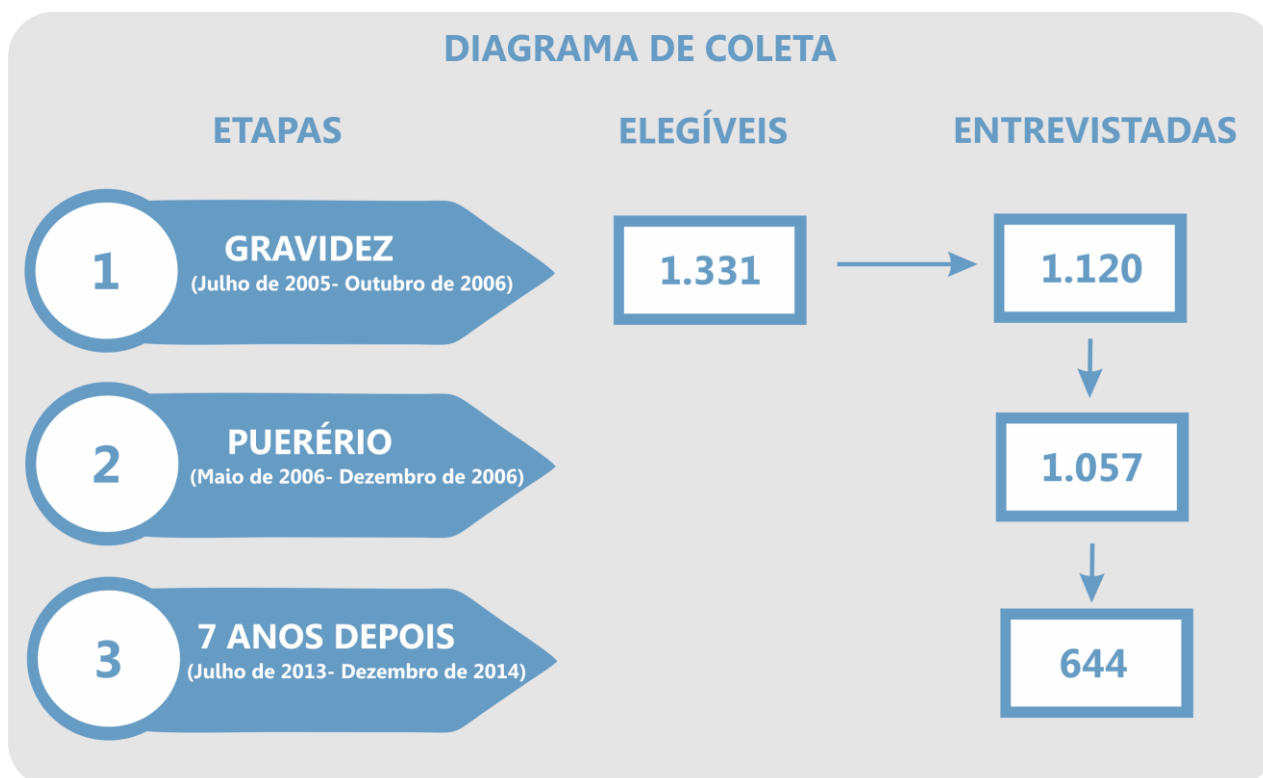 DIAGRAMA DE COLETA
ETAPAS
ELEGÍVEIS
ENTREVISTADAS
1
GRAVIDEZ
(Julho de 2005- Outubro de 2006)
1.331
1.120
2
PUERÉRIO
(Maio de 2006- Dezembro de 2006)
1.057
3
7 ANOS DEPOIS
(Julho de 2013- Dezembro de 2014)
644